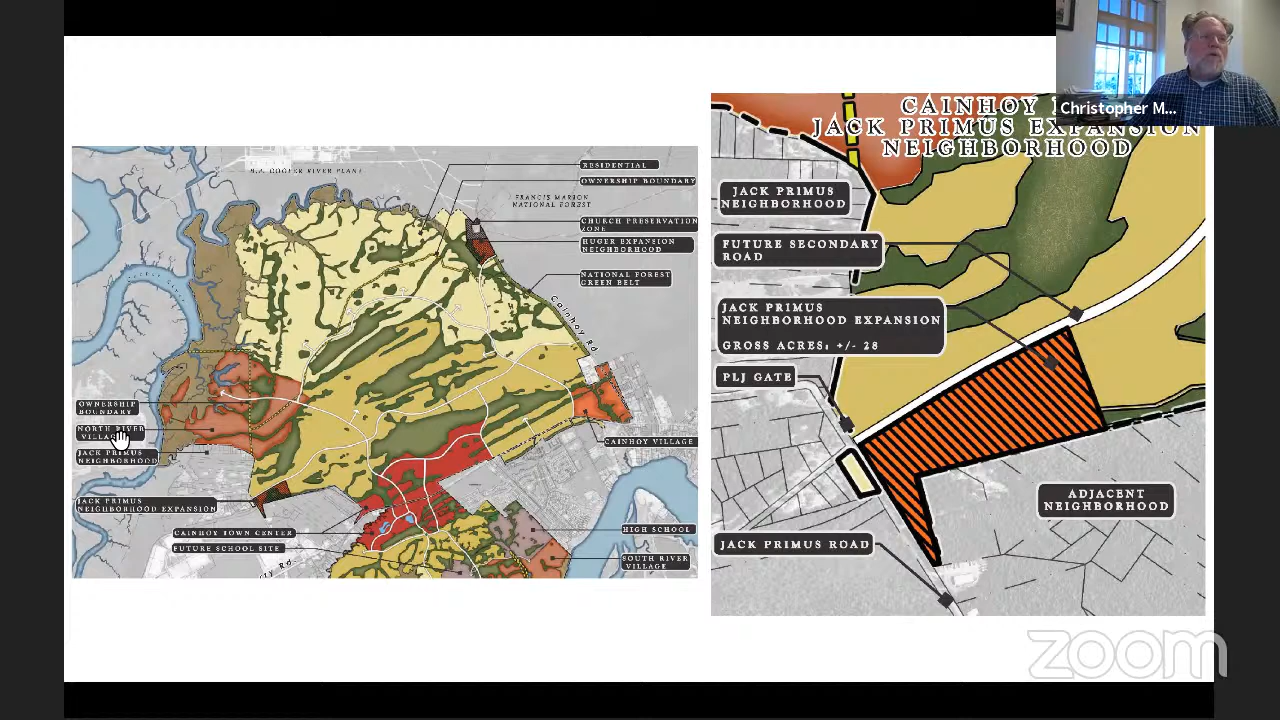 RESIDENTIAL
OWNERSHIP BOUNDARY
FRANCIS MARION
NATIONAL FOREST
CHURCH PRESERVATION
ZONE
HUGER EXPANSION
NEIGHBORHOOD
NATIONAL FOREST
GREEN BELT
Cainhoy Rd
OWNERSHIP
BOUNDARY
NORTH RIVER
JACK PRIMUS
NEIGHBORHOOD
JACK PRIMUS
NEIGHBORHOOD EXPANSION
CAINHOY TOWN CENTER
FUTURE SCHOOL SITE
CAINHOY VILLAGE
HIGH SCHOOL
SOUTH RIVER
VILLAGE
Christopher M...
CAINHOY
JACK PRIMUS EXPANSION
NEIGHBORHOOD
JACK PRIMUS
NEIGHBORHOOD
FUTURE SECONDARY
ROAD
JACK PRIMUS
NEIGHBORHOOD EXPANSION
GROSS ACRES: +/- 28
PLJ GATE
ADJACENT
NEIGHBORHOOD
JACK PRIMUS ROAD
zoom